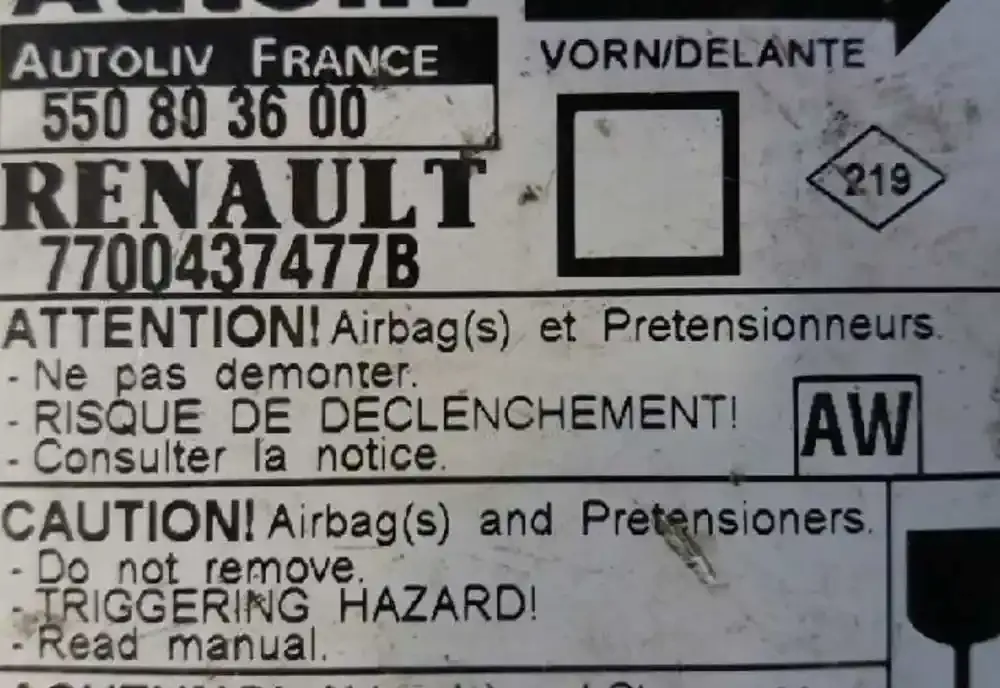 Autoliv
AUTOLIV FRANCE
550 80 36 00
VORN/DELANTE
219
RENAULT
7700437477B
ATTENTION! Airbag(s) et Pretensionneurs.
- Ne pas demonter.
- RISQUE DE DECLENCHEMENT!
- Consulter la notice.
AW
CAUTION! Airbag(s) and Pretensioners.
- Do not remove.
- TRIGGERING HAZARD!
- Read manual.